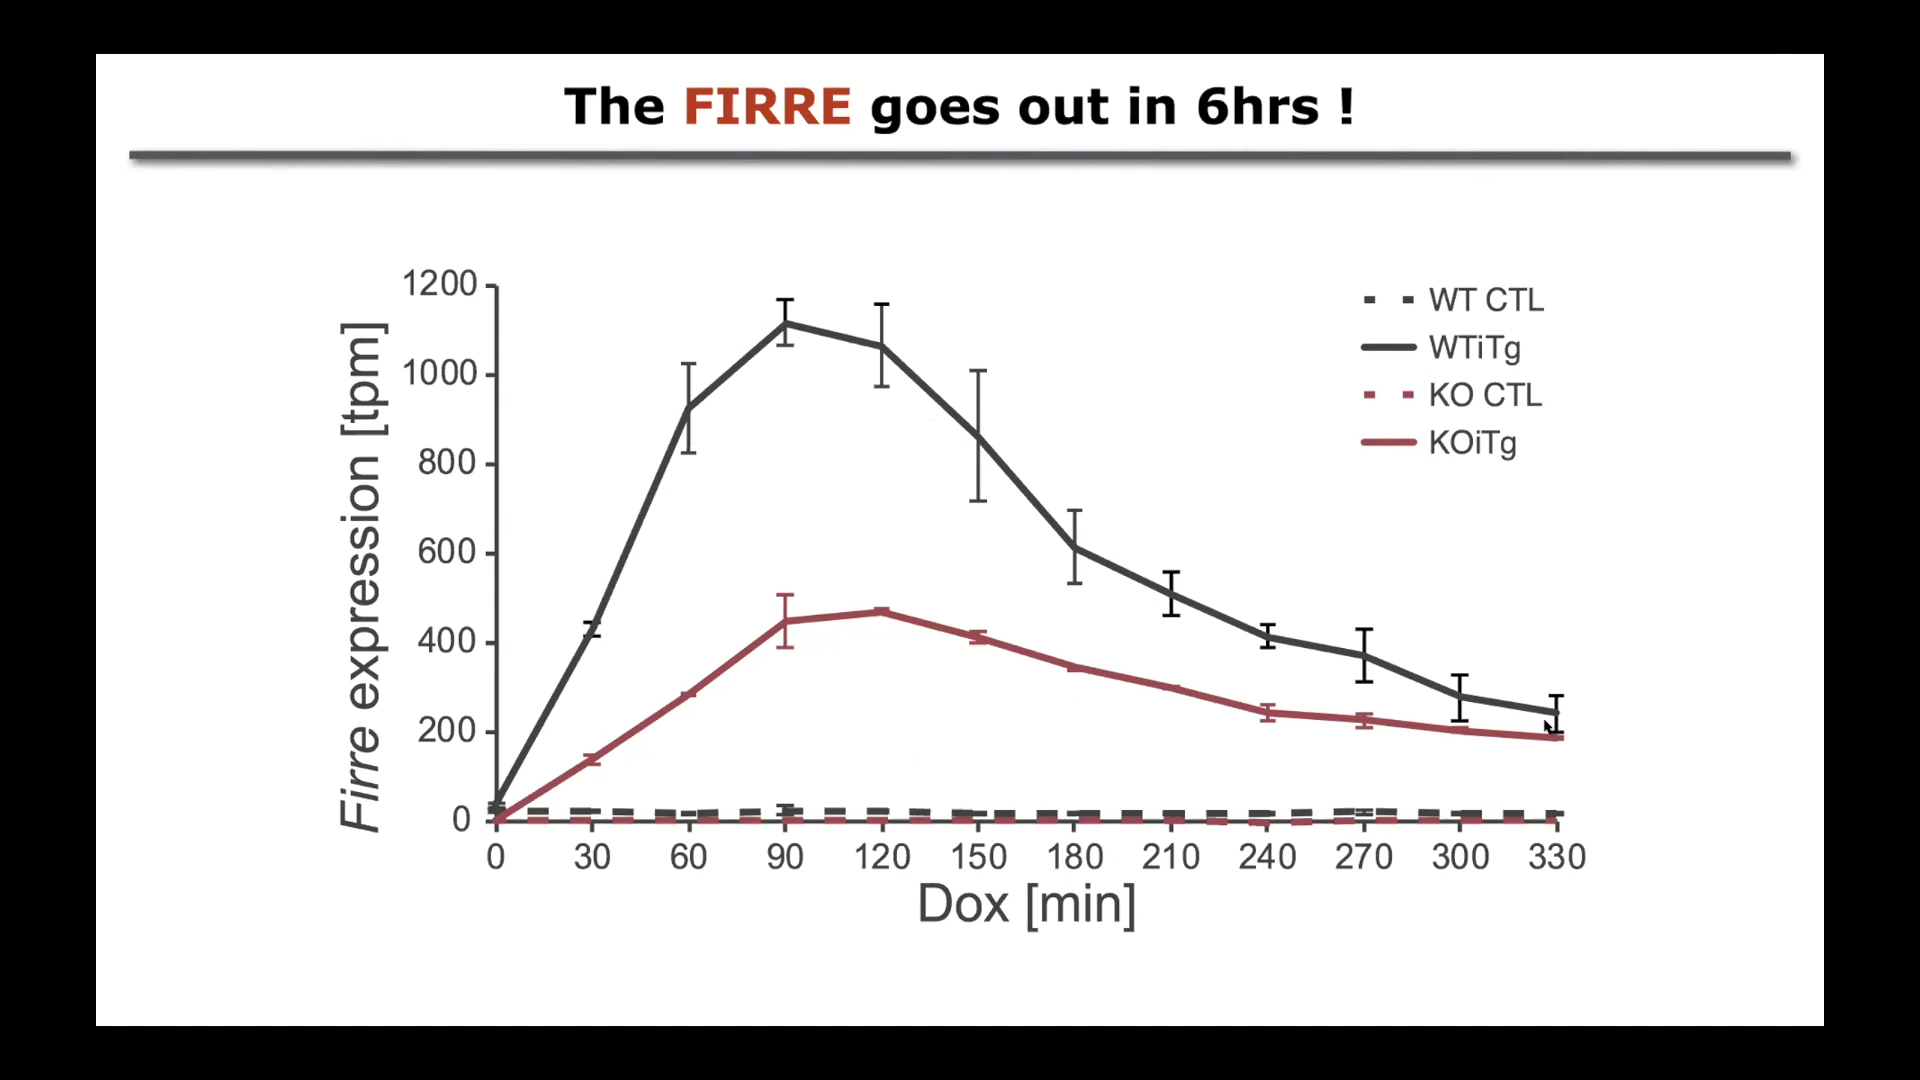 The FIRRE goes out in 6hrs !
Firre expression [tpm]
1200
1000
800
600
400
200
0
0 30 60 90 120 150 180 210 240 270 300 330
Dox [min]
WT CTL
WTiTg
KO CTL
KOiTg